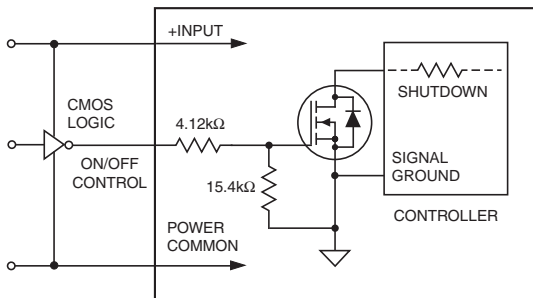 +INPUT
CMOS
LOGIC
4.12kΩ
SHUTDOWN
ON/OFF
CONTROL
15.4kΩ
SIGNAL
GROUND
CONTROLLER
POWER
COMMON